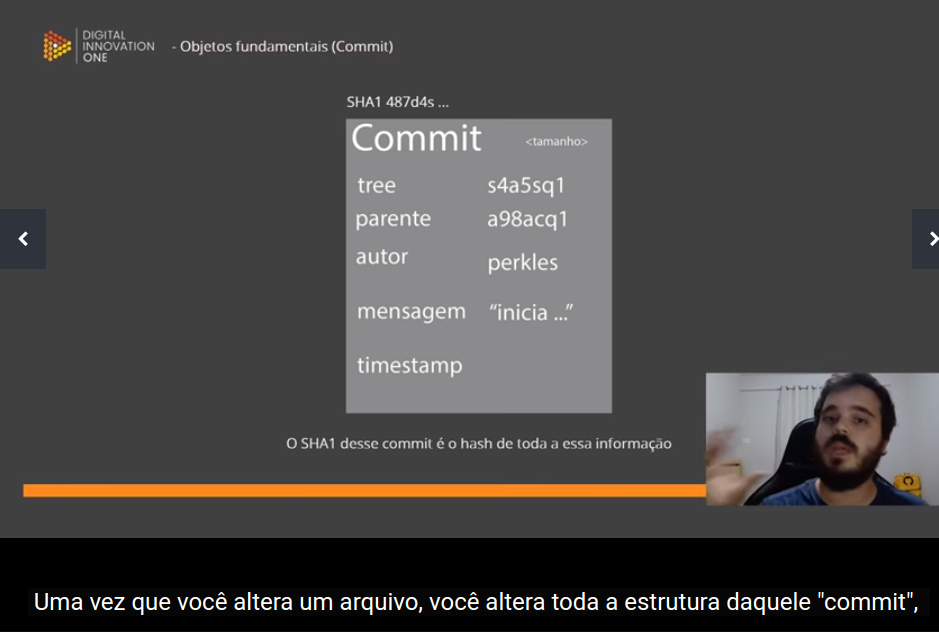 DIGITAL
INNOVATION
ONE
- Objetos fundamentais (Commit)
SHA1 487d4s ...
Commit <tamanho>
tree s4a5sq1
parente a98acq1
autor perkles
mensagem “inicia ...”
timestamp
O SHA1 desse commit é o hash de toda a essa informação
Uma vez que você altera um arquivo, você altera toda a estrutura daquele "commit",